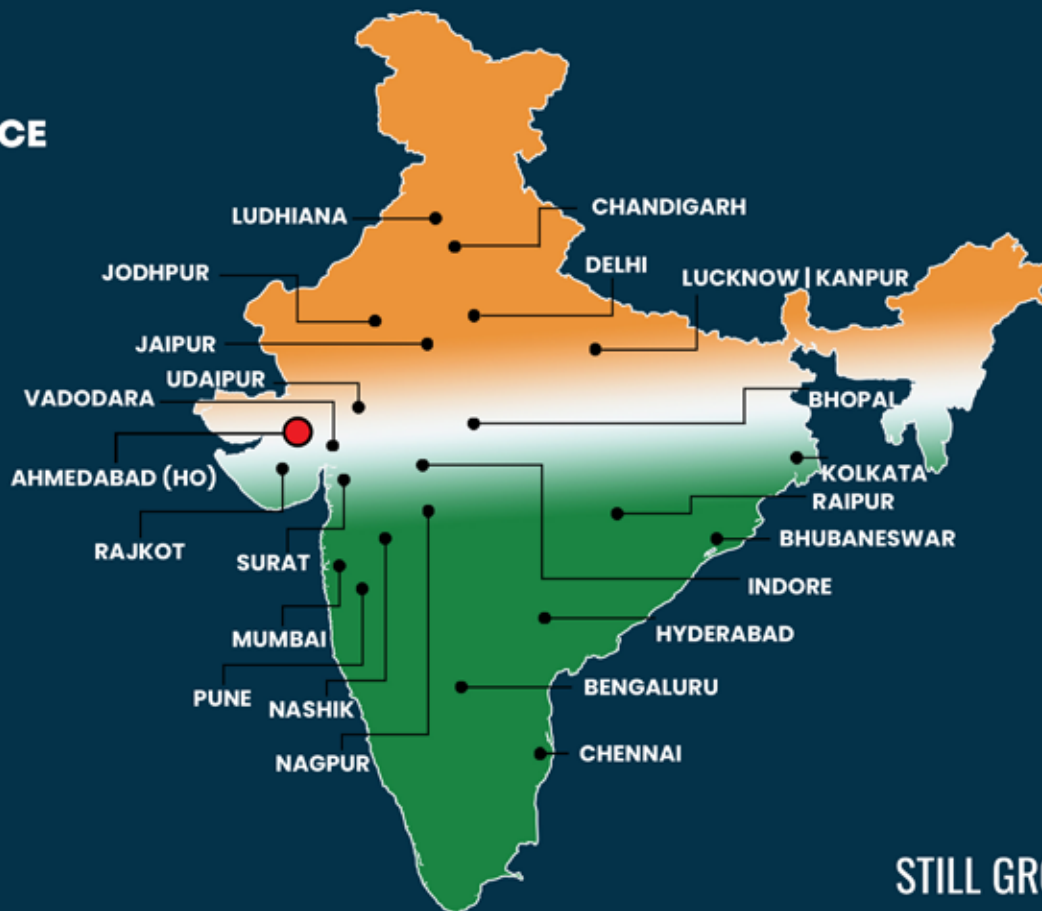 CE
LUDHIANA
CHANDIGARH
JODHPUR
DELHI
LUCKNOW | KANPUR
JAIPUR
UDAIPUR
VADODARA
BHOPAL
AHMEDABAD (HO)
KOLKATA
RAIPUR
RAJKOT
SURAT
BHUBANESWAR
INDORE
MUMBAI
HYDERABAD
PUNE
NASHIK
BENGALURU
NAGPUR
CHENNAI
STILL GRO